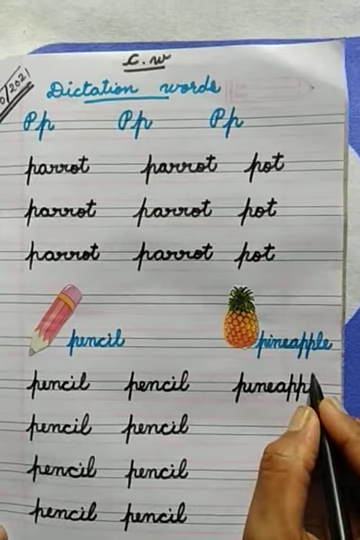 C.W
/2021
Dictation words
Pp Pp Pp
parrot parrot pot
parrot parrot pot
parrot parrot pot
pencil pineapple
pencil pencil pineapp
pencil pencil
pencil pencil
pencil pencil